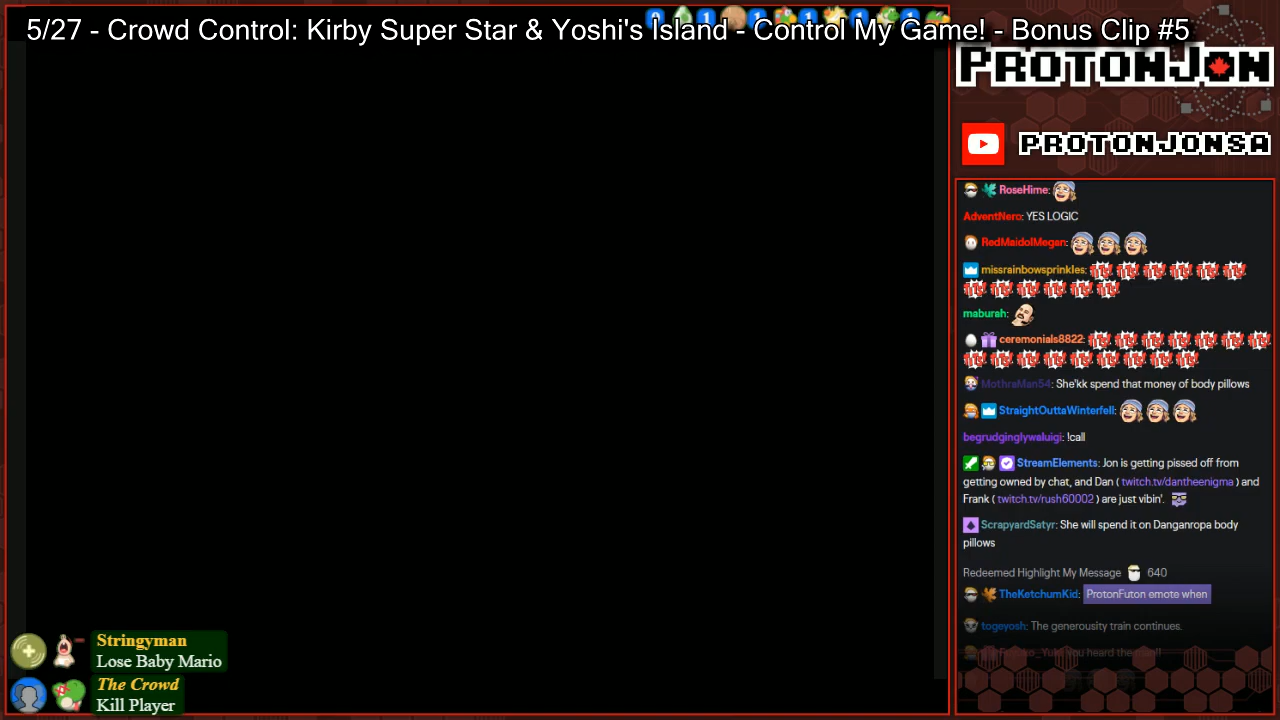 5/27 - Crowd Control: Kirby Super Star & Yoshi's Island - Control My Game! - Bonus Clip #5
PROTONJON
PROTONJONSA
RoseHime:
AdventNero: YES LOGIC
RedMaidolMegan:
missrainbowsprinkles:
maburah:
ceremonials8822:
MothraMan54: She'kk spend that money of body pillows
StraightOuttaWinterfell:
begrudginglywaluigi: !call
StreamElements: Jon is getting pissed off from
getting owned by chat, and Dan ( twitch.tv/dantheenigma ) and
Frank ( twitch.tv/rush60002 ) are just vibin'.
ScrapyardSatyr: She will spend it on Danganropa body
pillows
Redeemed Highlight My Message 640
TheKetchumKid: ProtonFuton emote when
togeyosh: The generousity train continues.
you heard the
Stringyman
Lose Baby Mario
The Crowd
Kill Player